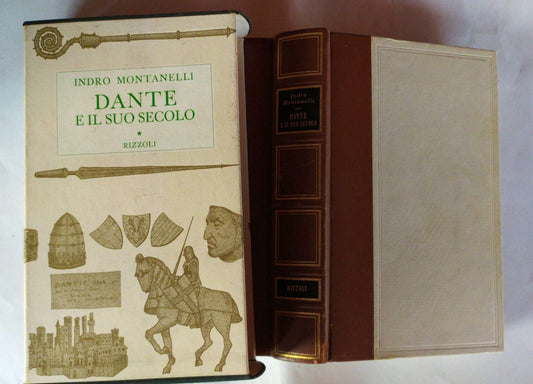 INDRO MONTANELLI
DANTE
E IL SUO SECOLO
RIZZOLI
DANTE
Indro
Montanelli
DANTE
E IL SUO SECOLO
RIZZOLI